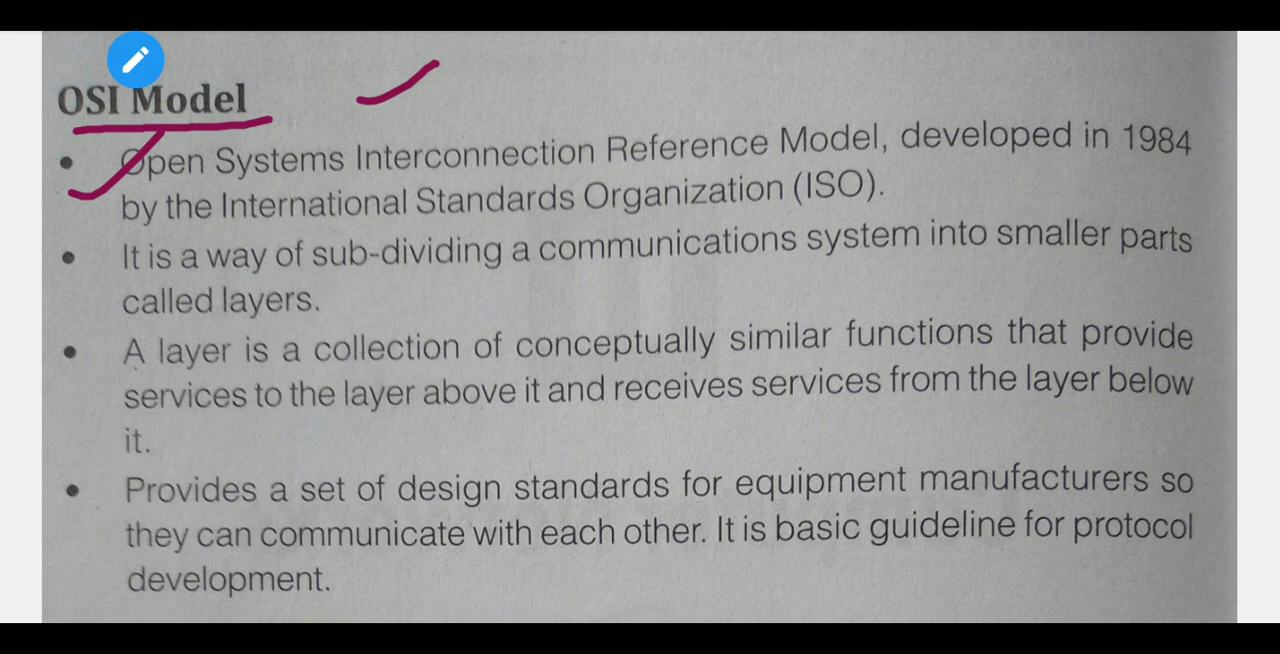 OSI Model
• Open Systems Interconnection Reference Model, developed in 1984
by the International Standards Organization (ISO).
• It is a way of sub-dividing a communications system into smaller parts
called layers.
• A layer is a collection of conceptually similar functions that provide
services to the layer above it and receives services from the layer below
it.
• Provides a set of design standards for equipment manufacturers so
they can communicate with each other. It is basic guideline for protocol
development.